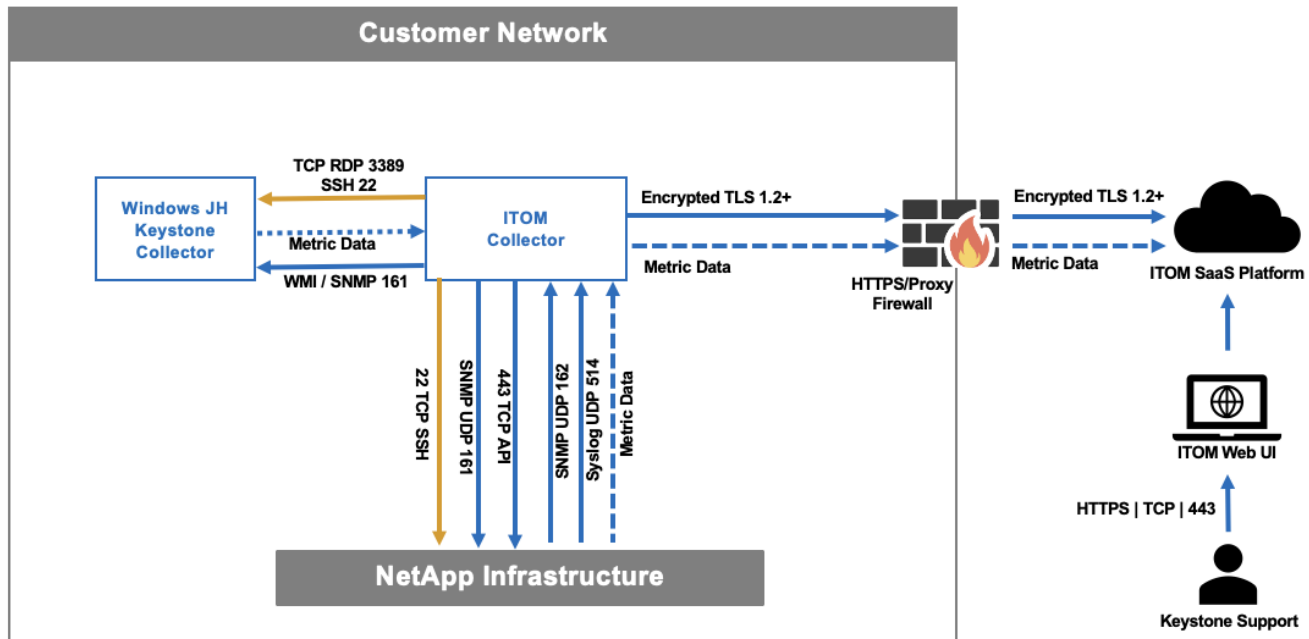 Customer Network
TCP RDP 3389
SSH 22
Windows JH
Keystone
Collector
Metric Data
WMI / SNMP 161
ITOM
Collector
Encrypted TLS 1.2+
Metric Data
HTTPS/Proxy
Firewall
Encrypted TLS 1.2+
Metric Data
ITOM SaaS Platform
22 TCP SSH
SNMP UDP 161
443 TCP API
SNMP UDP 162
Syslog UDP 514
Metric Data
NetApp Infrastructure
ITOM Web UI
HTTPS | TCP | 443
Keystone Support